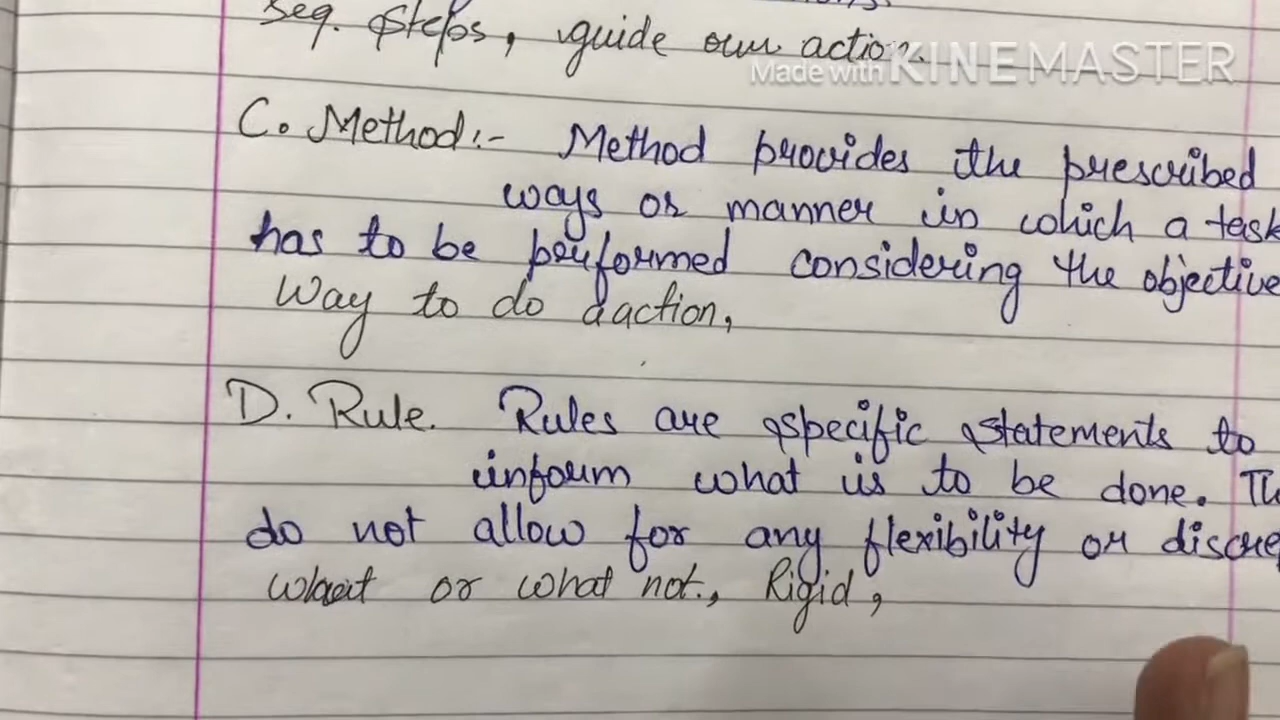 seq. steps, guide our action.
Made with KINEMASTER
C. Method:- Method provides the prescribed
ways or manner in which a task
has to be performed considering the objective
Way to do a action,
D. Rule. Rules are specific statements to
inform what is to be done.
do not allow for any flexibility or
what or what not., Rigid,